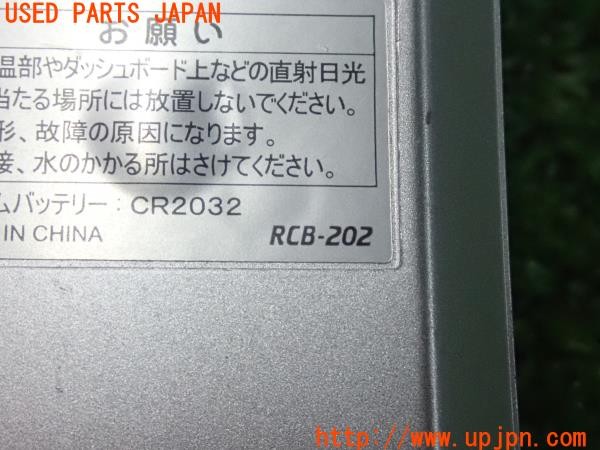 USED PARTS JAPAN
お願い
温部やダッシュボード上などの直射日光
当たる場所には放置しないでください。
形、故障の原因になります。
接、水のかかる所はさけてください。
ムバッテリー：CR2032
IN CHINA
RCB-202
UPJ
http://www.upjpn.com